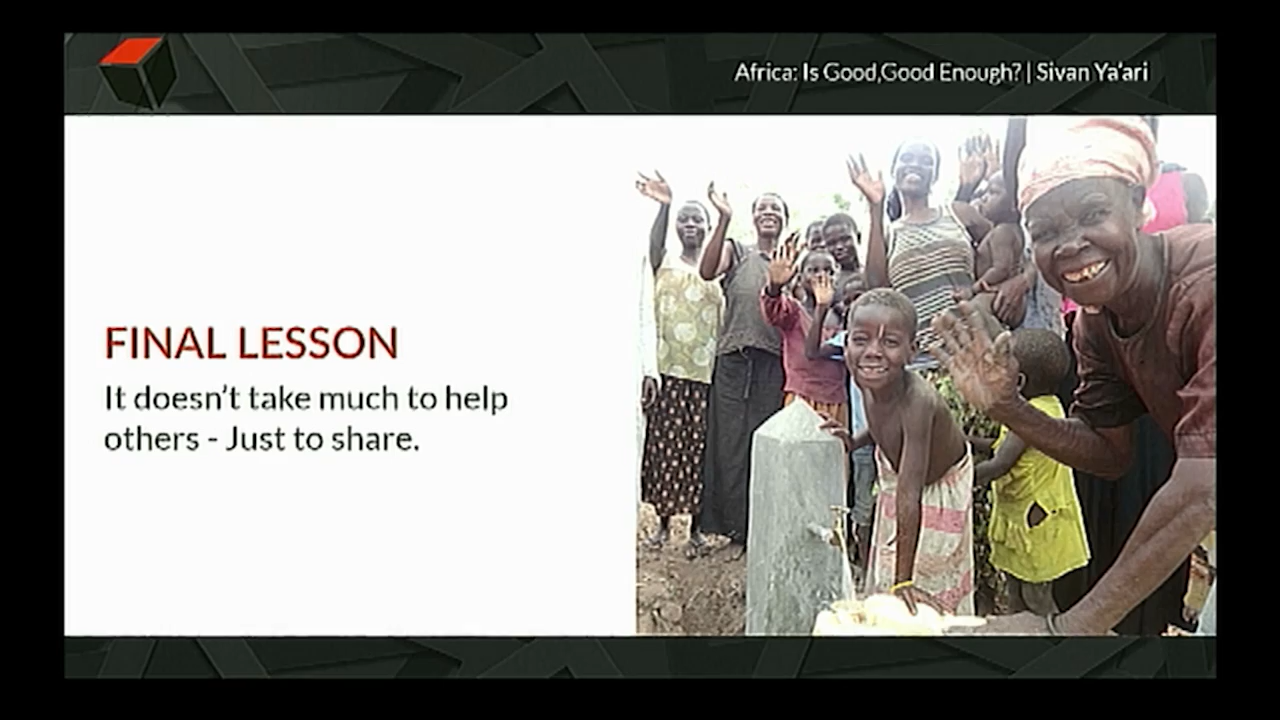 Africa: Is Good,Good Enough? | Sivan Ya'ari
FINAL LESSON
It doesn't take much to help
others - Just to share.